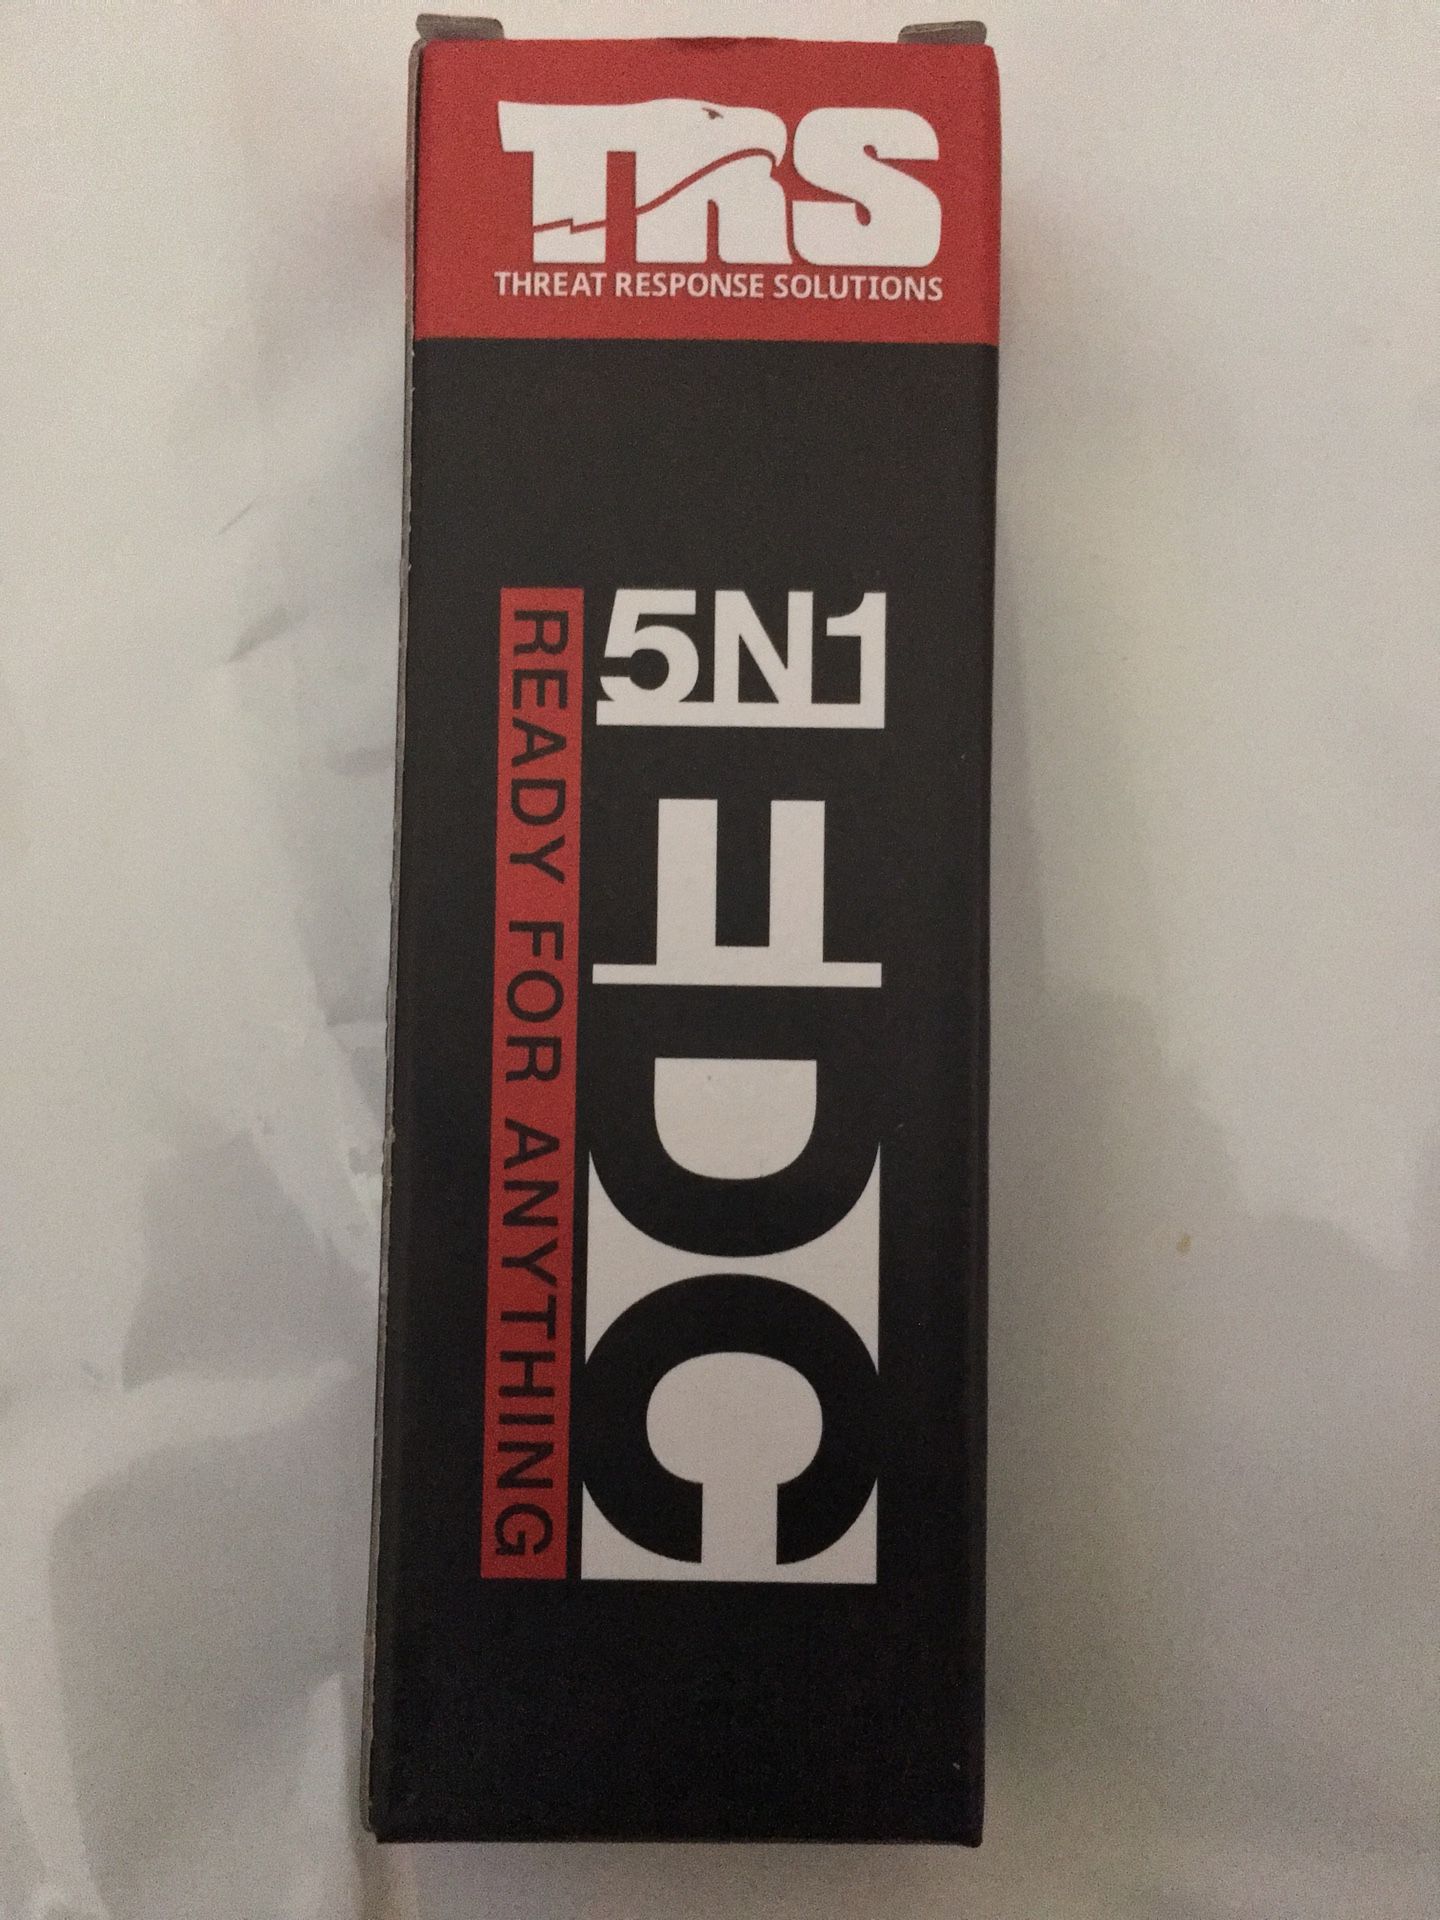 TRS
THREAT RESPONSE SOLUTIONS
5N1
EDC
READY FOR ANYTHING